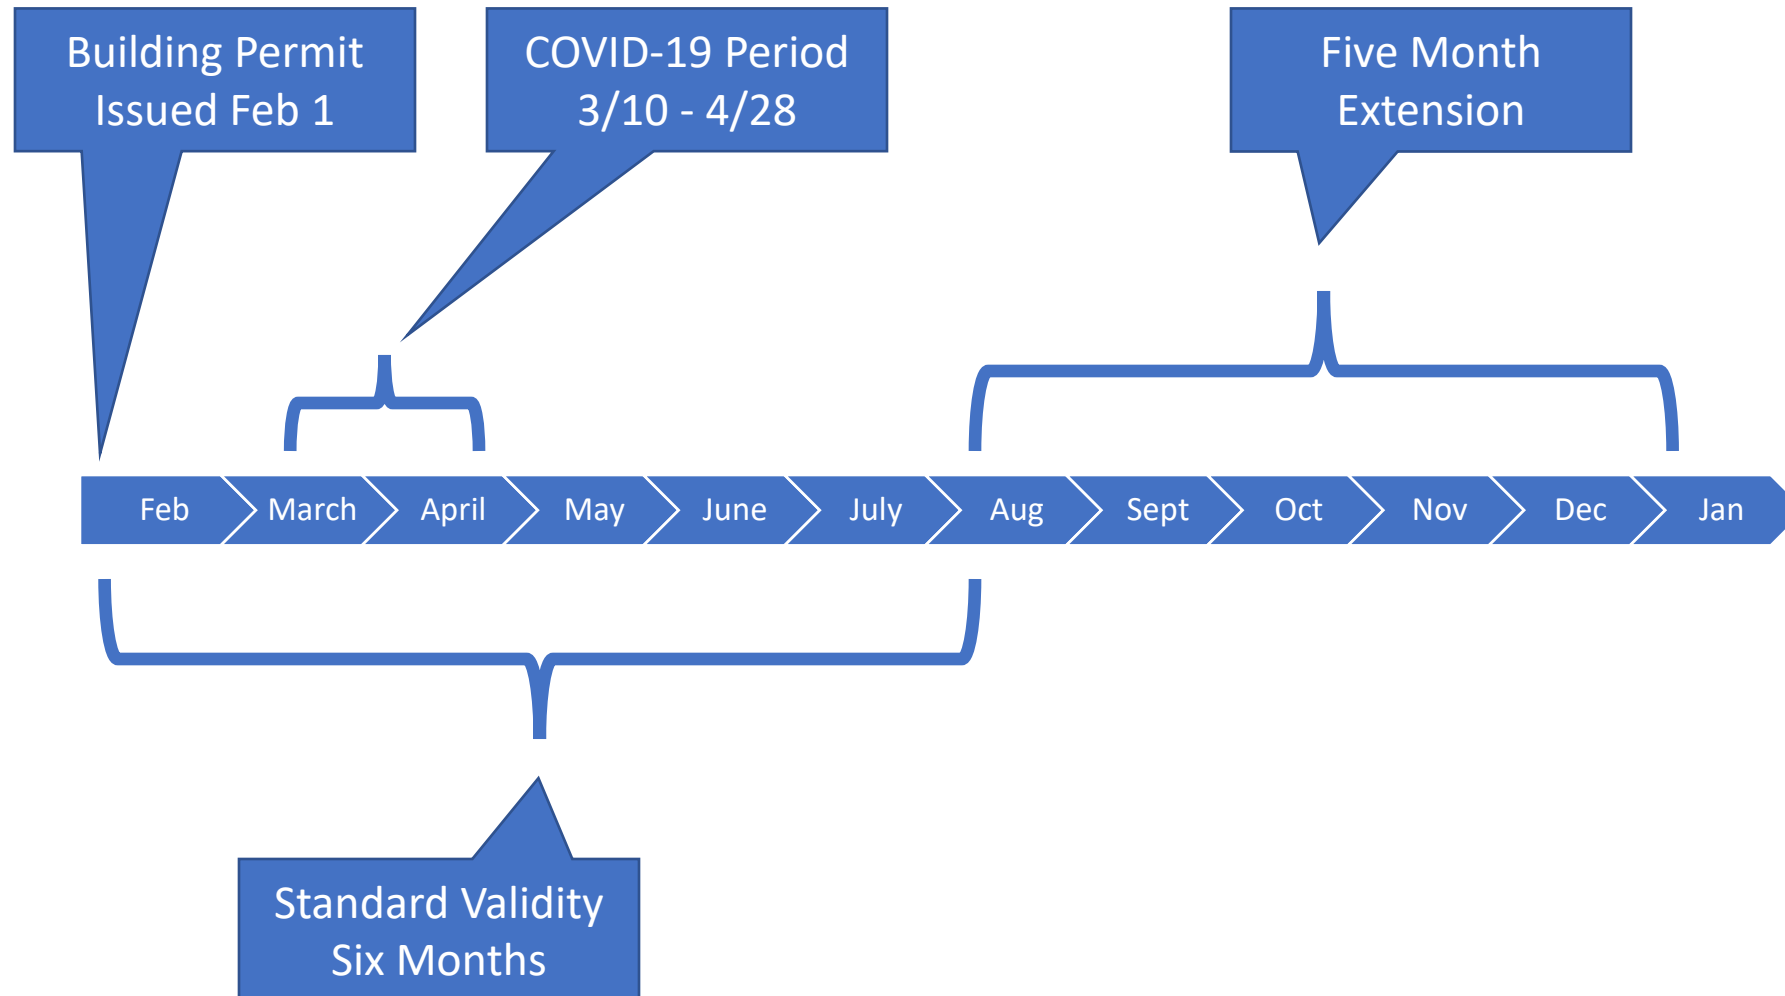 Building Permit
Issued Feb 1
COVID-19 Period
3/10 - 4/28
Five Month
Extension
Feb
March
April
May
June
July
Aug
Sept
Oct
Nov
Dec
Jan
Standard Validity
Six Months